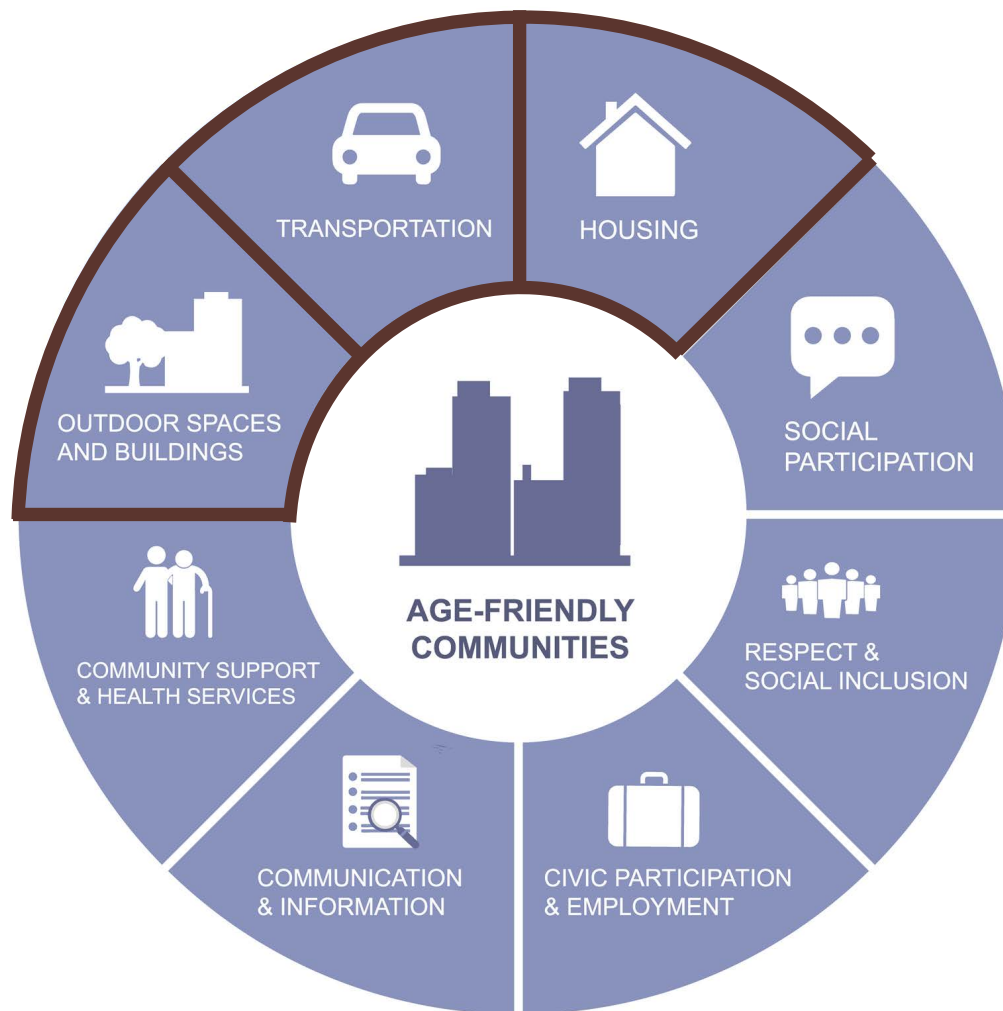 TRANSPORTATION
HOUSING
OUTDOOR SPACES
AND BUILDINGS
SOCIAL
PARTICIPATION
AGE-FRIENDLY
COMMUNITIES
COMMUNITY SUPPORT
& HEALTH SERVICES
RESPECT &
SOCIAL INCLUSION
COMMUNICATION
& INFORMATION
CIVIC PARTICIPATION
& EMPLOYMENT